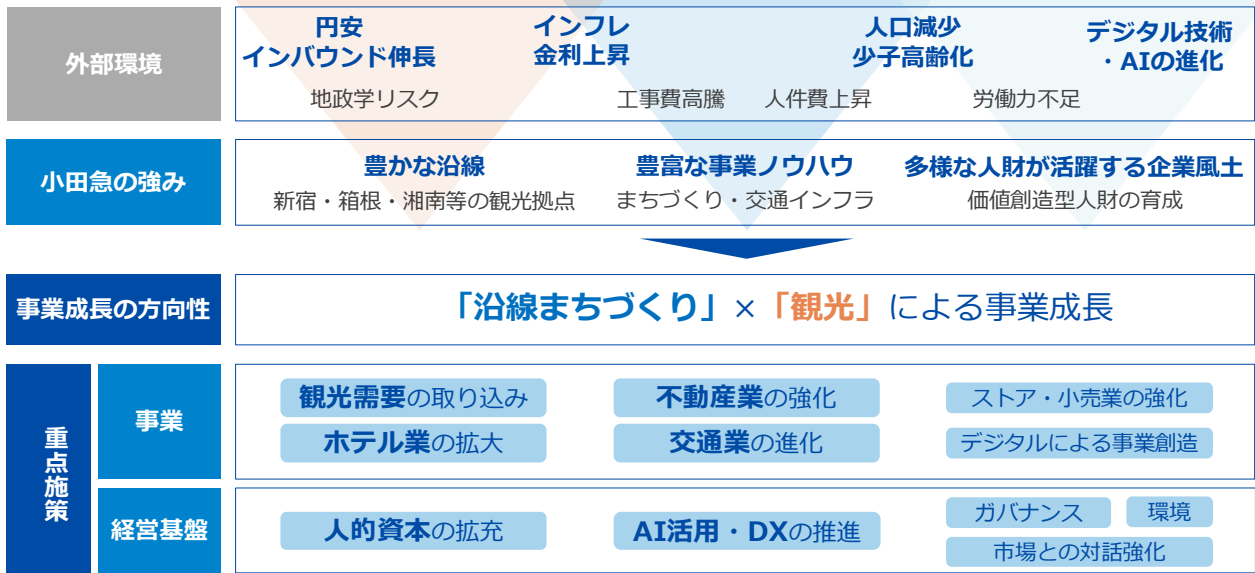 外部環境
円安
インバウンド伸長
インフレ
金利上昇
人口減少
少子高齢化
デジタル技術
・AIの進化
地政学リスク
工事費高騰
人件費上昇
労働力不足
小田急の強み
豊かな沿線
新宿・箱根・湘南等の観光拠点
豊富な事業ノウハウ
まちづくり・交通インフラ
多様な人財が活躍する企業風土
価値創造型人財の育成
事業成長の方向性
「沿線まちづくり」×「観光」による事業成長
重点施策
事業
観光需要の取り込み
ホテル業の拡大
不動産業の強化
交通業の進化
ストア・小売業の強化
デジタルによる事業創造
経営基盤
人的資本の拡充
AI活用・DXの推進
ガバナンス
環境
市場との対話強化